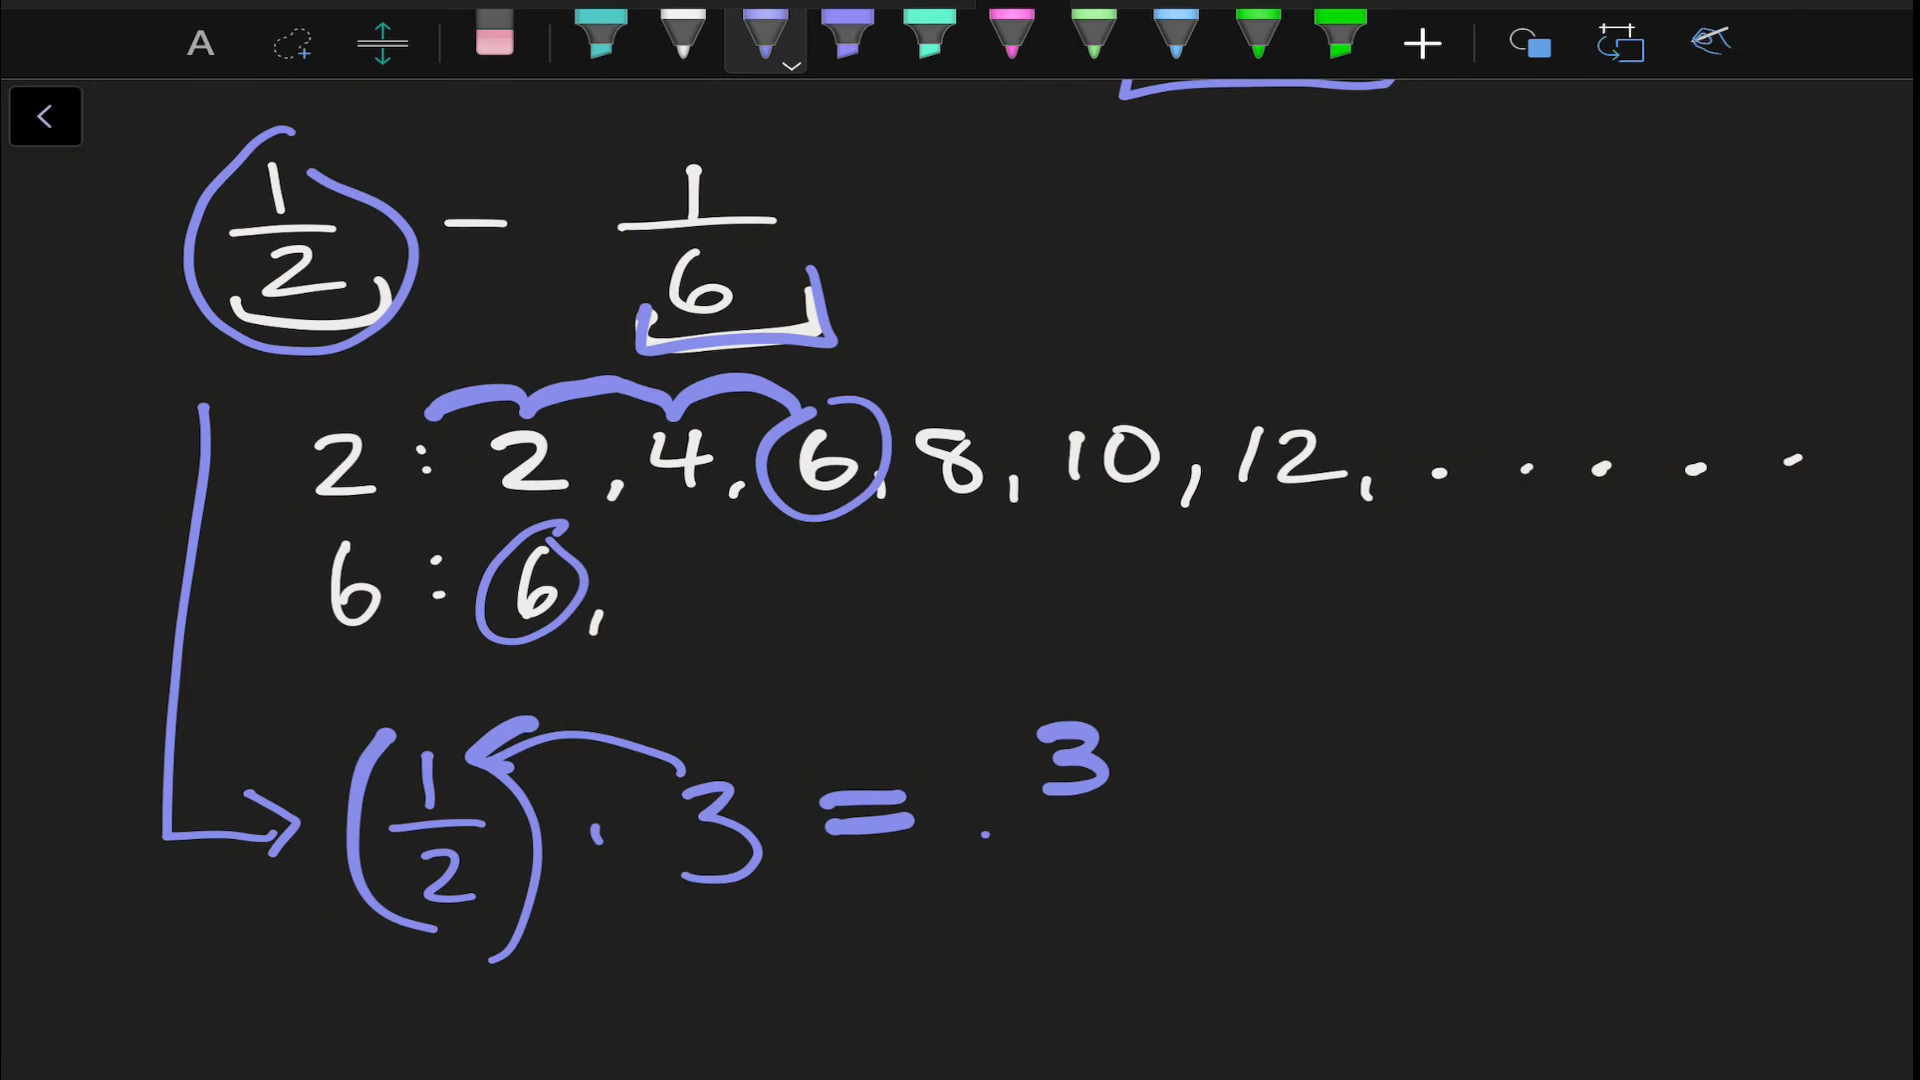 A
1/2 - 1/6
2 : 2, 4, 6, 8, 10, 12, . . . . .
6 : 6,
(1/2) · 3 = 3